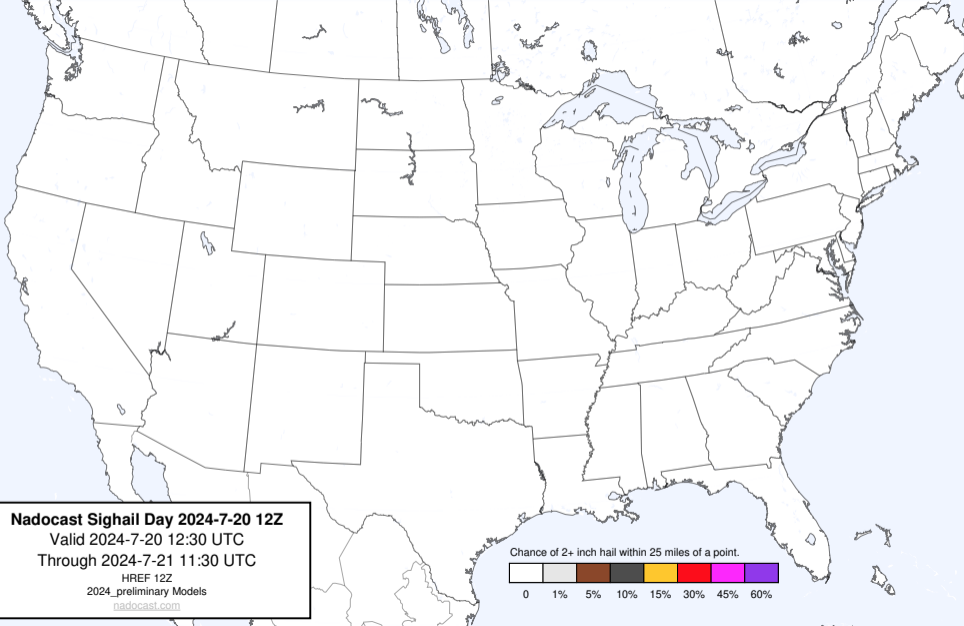 Nadocast Sighail Day 2024-7-20 12Z
Valid 2024-7-20 12:30 UTC
Through 2024-7-21 11:30 UTC
HREF 12Z
2024_preliminary Models
nadocast.com
Chance of 2+ inch hail within 25 miles of a point.
0 1% 5% 10% 15% 30% 45% 60%